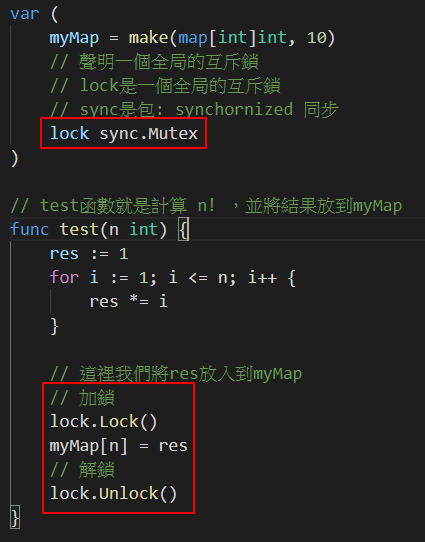 var (
    myMap = make(map[int]int, 10)
    // 聲明一個全局的互斥鎖
    // lock是一個全局的互斥鎖
    // sync是包: synchornized 同步
    lock sync.Mutex
)
// test函數就是計算 n! ，並將結果放到myMap
func test(n int) {
    res := 1
    for i := 1; i <= n; i++ {
        res *= i
    }
    // 這裡我們將res放入到myMap
    // 加鎖
    lock.Lock()
    myMap[n] = res
    // 解鎖
    lock.Unlock()
}